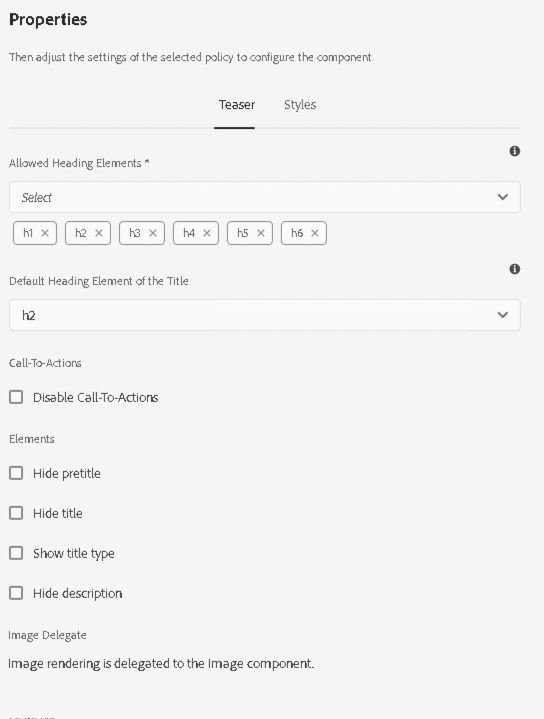 Properties
Then adjust the settings of the selected policy to configure the component
Teaser Styles
Allowed Heading Elements *
Select
h1 h2 h3 h4 h5 h6
Default Heading Element of the Title
h2
Call-To-Actions
Disable Call-To-Actions
Elements
Hide pretitle
Hide title
Show title type
Hide description
Image Delegate
Image rendering is delegated to the Image component.